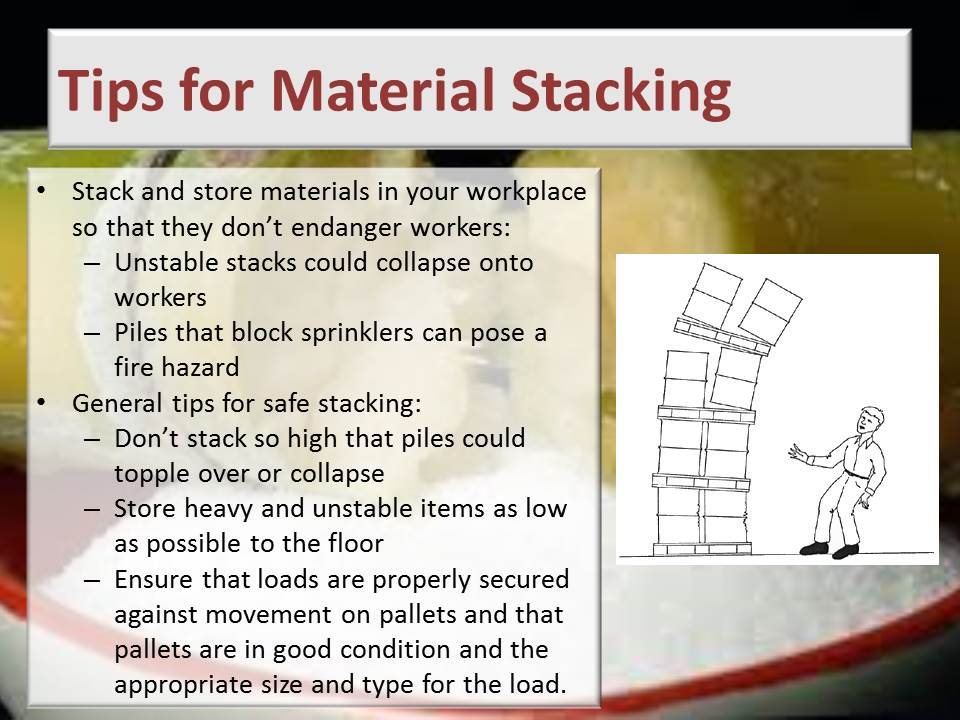 Tips for Material Stacking
• Stack and store materials in your workplace
so that they don’t endanger workers:
– Unstable stacks could collapse onto
workers
– Piles that block sprinklers can pose a
fire hazard
• General tips for safe stacking:
– Don’t stack so high that piles could
topple over or collapse
– Store heavy and unstable items as low
as possible to the floor
– Ensure that loads are properly secured
against movement on pallets and that
pallets are in good condition and the
appropriate size and type for the load.